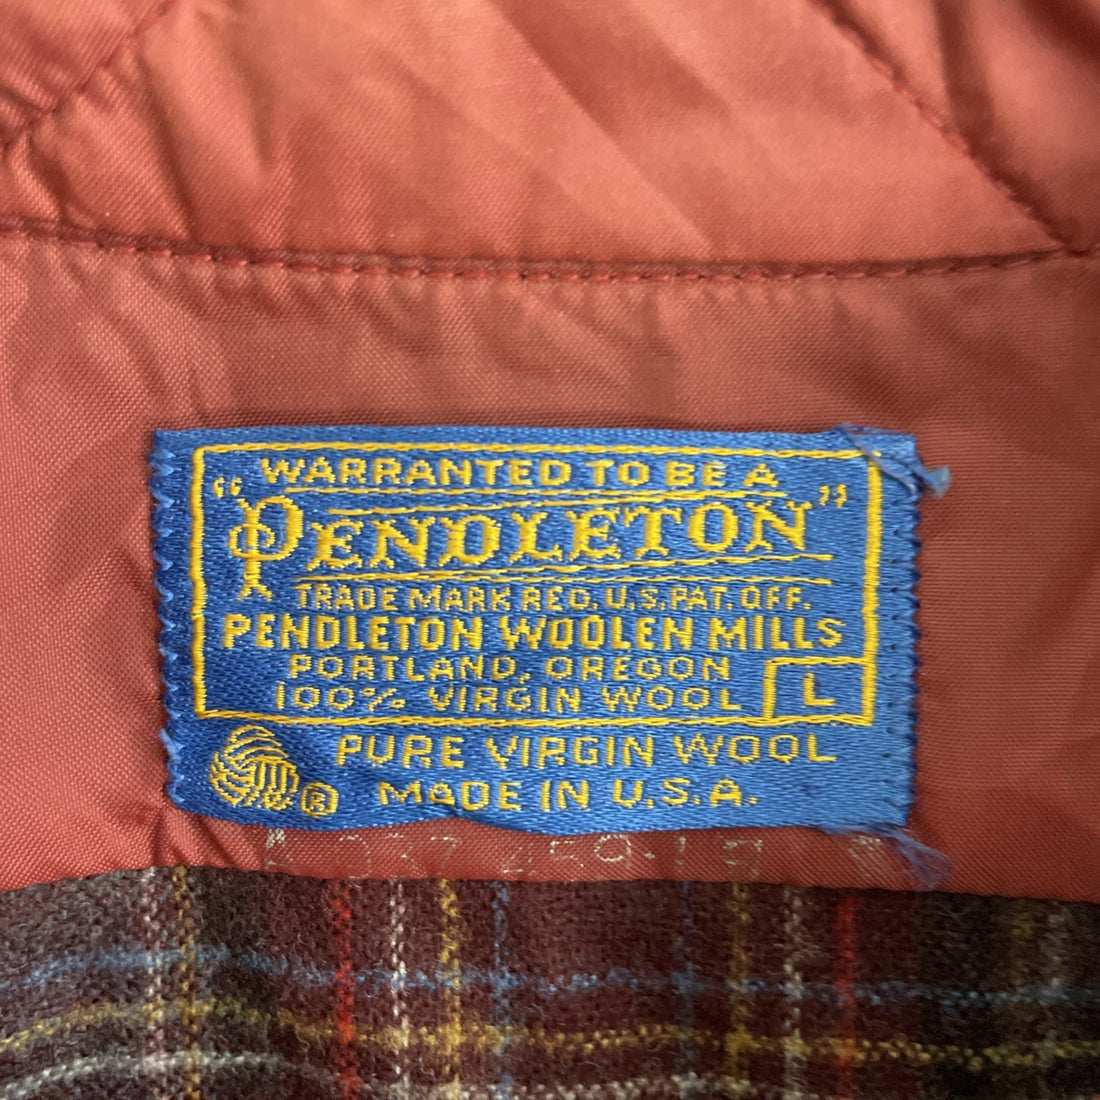 WARRANTED TO BE A
"PENDLETON"
TRADE MARK REG. U.S. PAT. OFF.
PENDLETON WOOLEN MILLS
PORTLAND, OREGON
100% VIRGIN WOOL L
PURE VIRGIN WOOL
® MADE IN U.S.A.